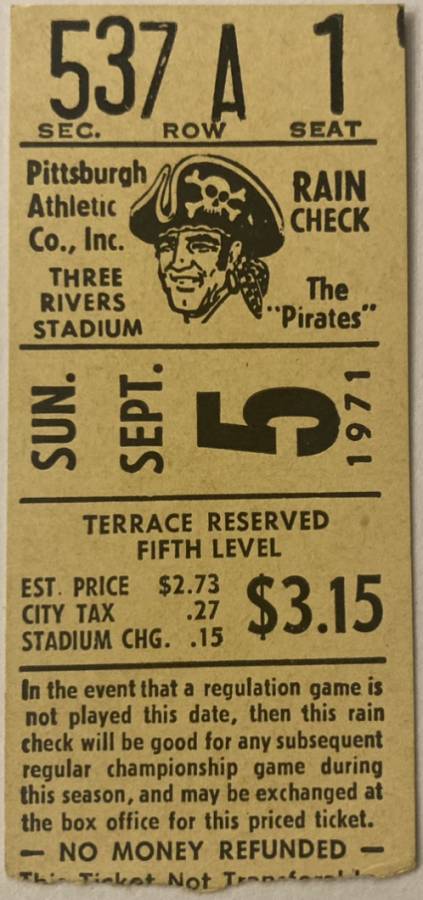 537 A 1
SEC. ROW SEAT
Pittsburgh
Athletic
Co., Inc.
THREE
RIVERS
STADIUM
RAIN
CHECK
The
"Pirates"
SUN.
SEPT.
5
1971
TERRACE RESERVED
FIFTH LEVEL
EST. PRICE $2.73
CITY TAX .27
STADIUM CHG. .15
$3.15
In the event that a regulation game is
not played this date, then this rain
check will be good for any subsequent
regular championship game during
this season, and may be exchanged at
the box office for this priced ticket.
— NO MONEY REFUNDED —
This Ticket Not